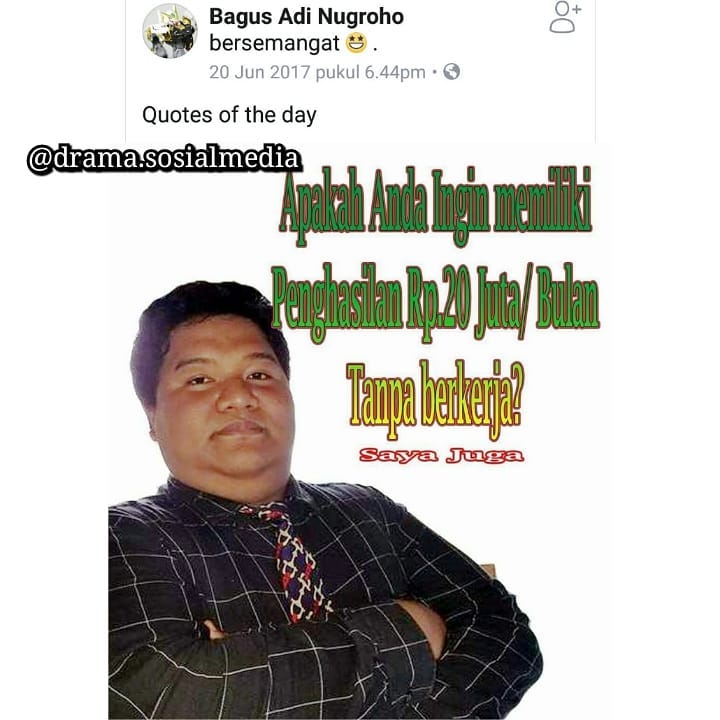 Bagus Adi Nugroho
bersemangat 🤩 .
20 Jun 2017 pukul 6.44pm •
Quotes of the day
@drama.sosialmedia
Apakah Anda Ingin memiliki
Penghasilan Rp.20 Juta/ Bulan
Tanpa berkerja?
Saya Juga